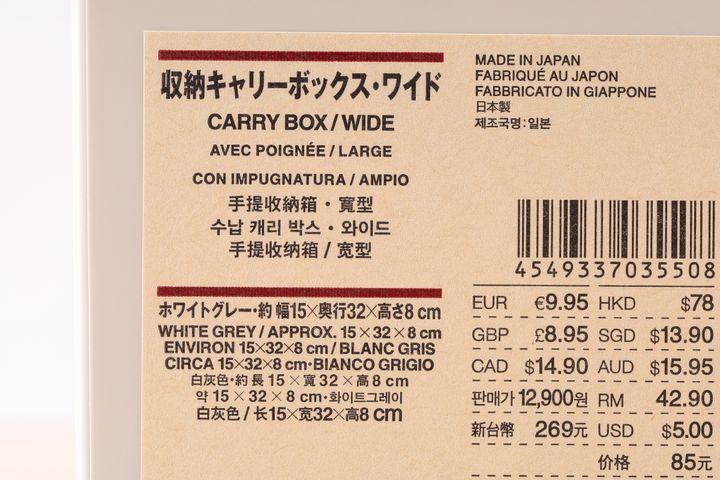 収納キャリーボックス・ワイド
CARRY BOX / WIDE
AVEC POIGNÉE / LARGE
CON IMPUGNATURA / AMPIO
手提收納箱・寬型
수납 캐리 박스・와이드
手提收纳箱 / 宽型
ホワイトグレー・約 幅15×奥行32×高さ8 cm
WHITE GREY / APPROX. 15 × 32 × 8 cm
ENVIRON 15×32×8 cm / BLANC GRIS
CIRCA 15×32×8 cm・BIANCO GRIGIO
白灰色・約 長 15 × 寬 32 × 高 8 cm
약 15 × 32 × 8 cm・화이트그레이
白灰色 / 长15×宽32×高8 cm
MADE IN JAPAN
FABRIQUÉ AU JAPON
FABBRICATO IN GIAPPONE
日本製
제조국명 : 일본
4549337035508
EUR €9.95 HKD $78
GBP £8.95 SGD $13.90
CAD $14.90 AUD $15.95
판매가 12,900원 RM 42.90
新台幣 269元 USD $5.00
价格 85元